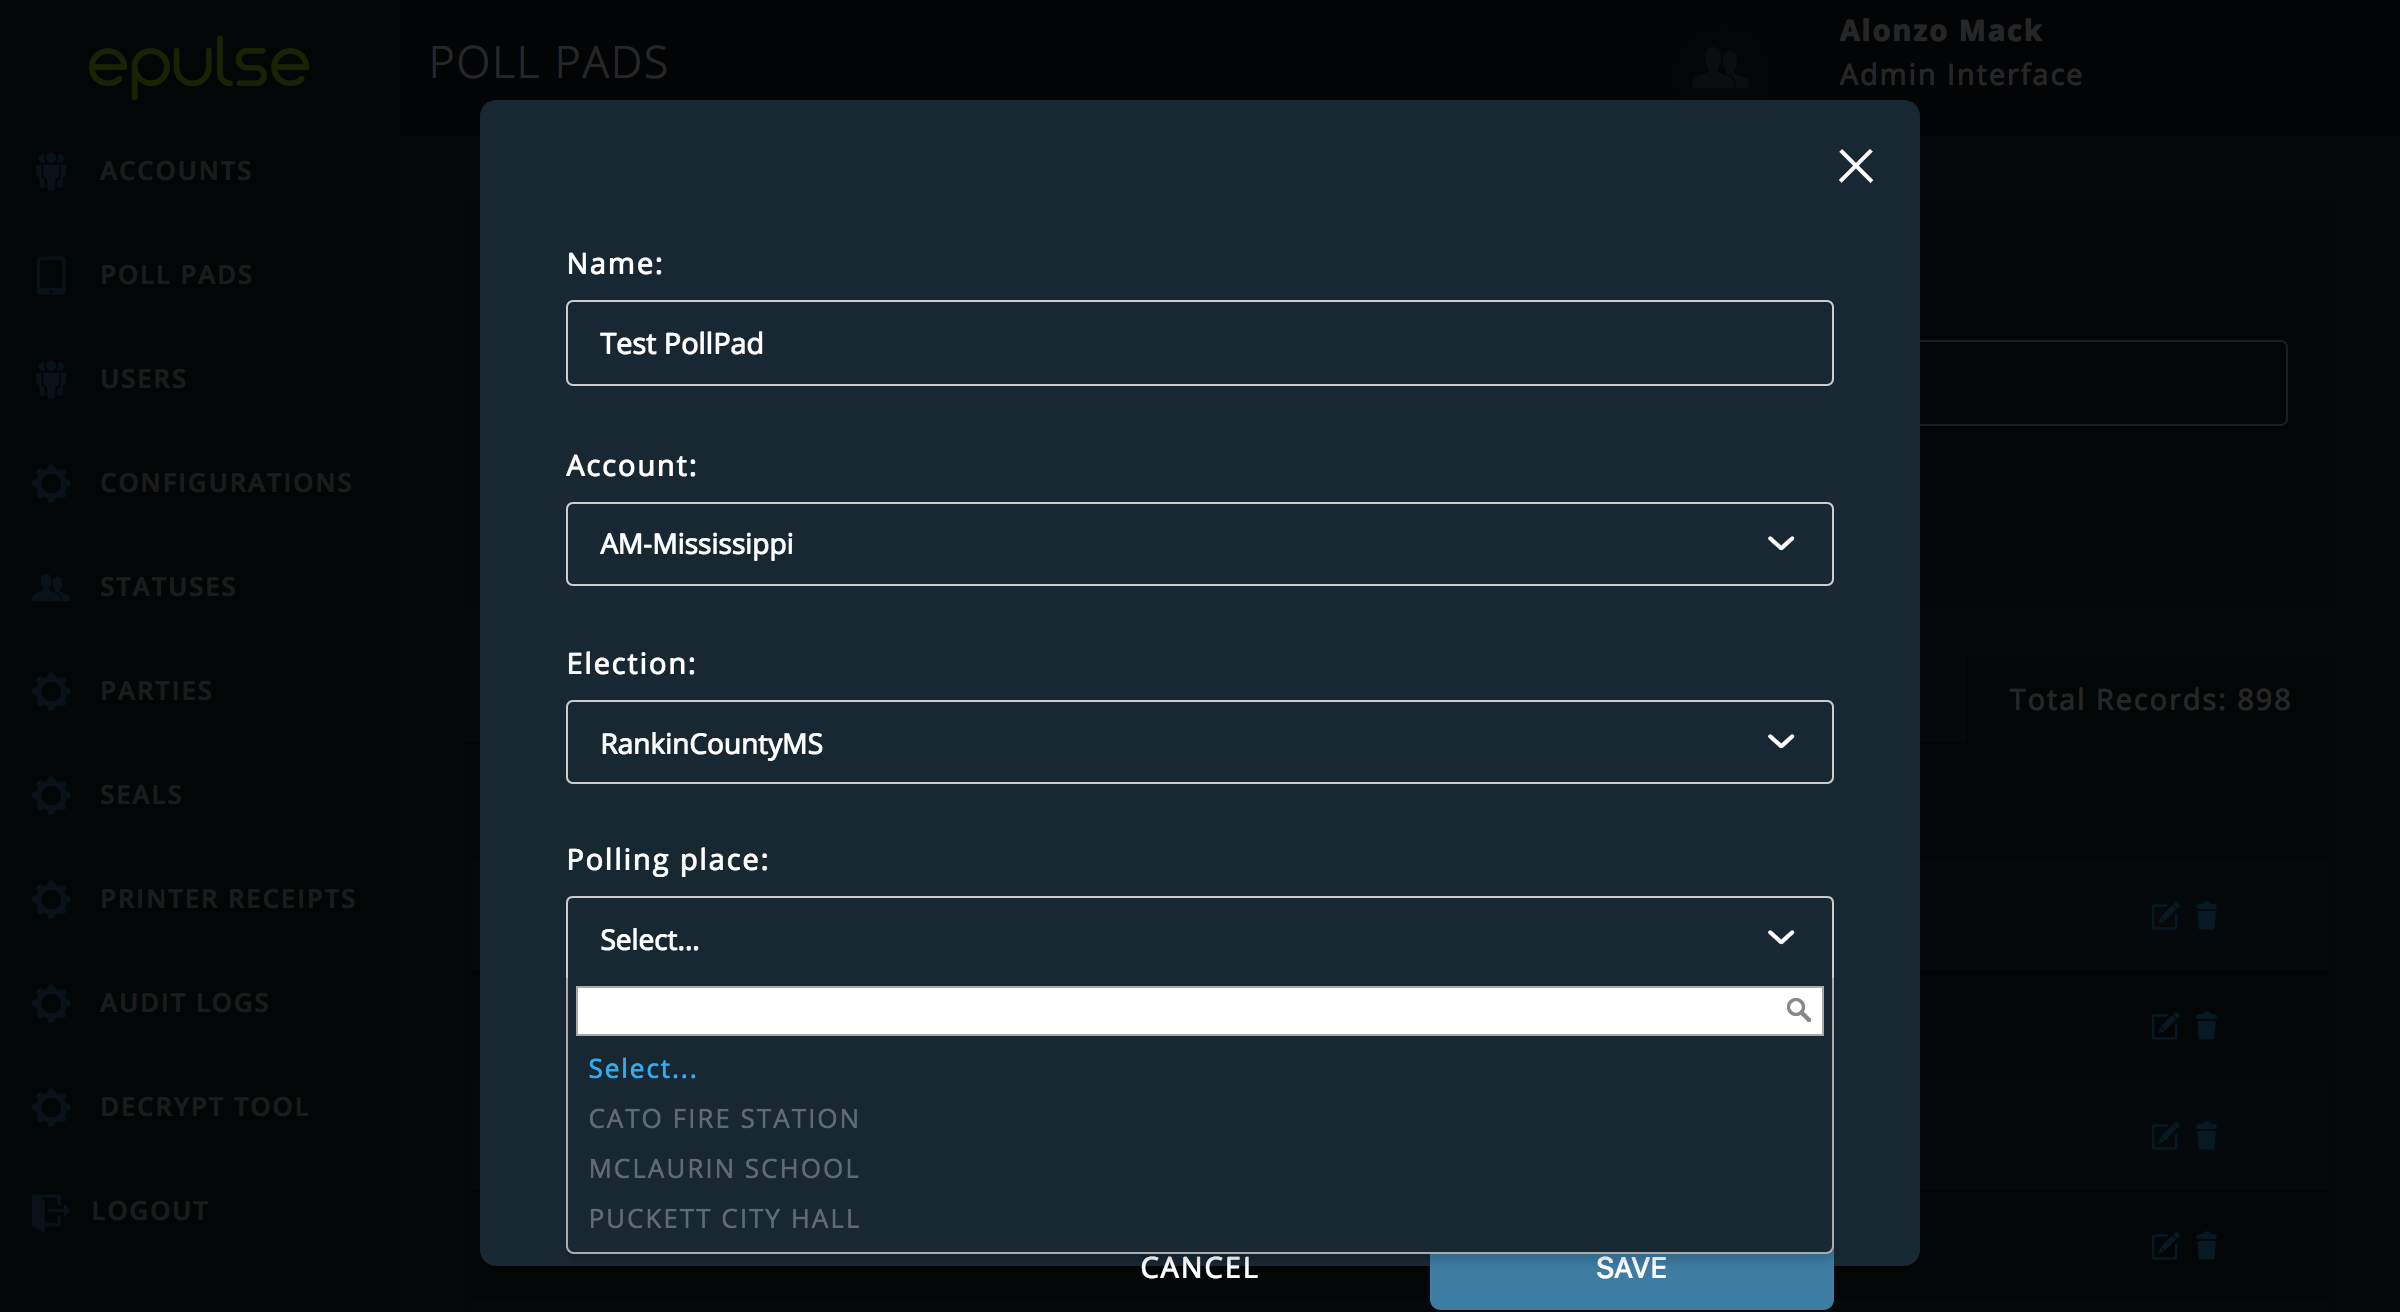 epulse
POLL PADS
Alonzo Mack
Admin Interface
ACCOUNTS
POLL PADS
USERS
CONFIGURATIONS
STATUSES
PARTIES
SEALS
PRINTER RECEIPTS
AUDIT LOGS
DECRYPT TOOL
LOGOUT
Name:
Test PollPad
Account:
AM-Mississippi
Election:
RankinCountyMS
Polling place:
Select...
Select...
CATO FIRE STATION
MCLAURIN SCHOOL
PUCKETT CITY HALL
CANCEL
SAVE
Total Records: 898